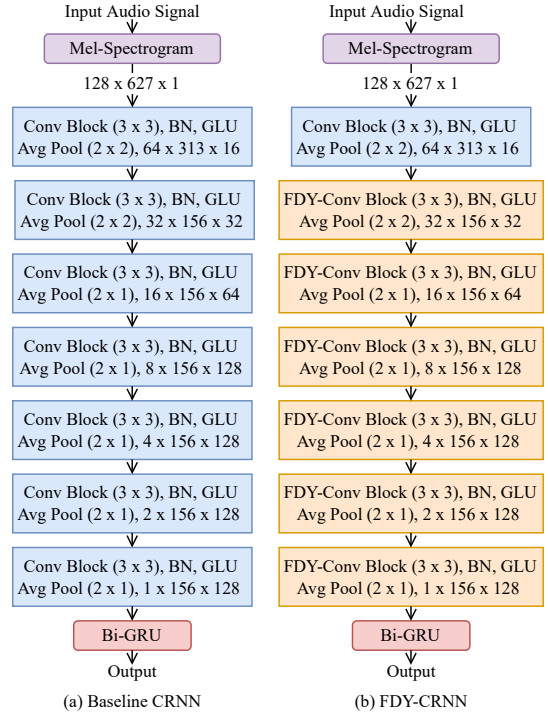 Input Audio Signal
Mel-Spectrogram
128 x 627 x 1
Conv Block (3 x 3), BN, GLU
Avg Pool (2 x 2), 64 x 313 x 16
Conv Block (3 x 3), BN, GLU
Avg Pool (2 x 2), 32 x 156 x 32
Conv Block (3 x 3), BN, GLU
Avg Pool (2 x 1), 16 x 156 x 64
Conv Block (3 x 3), BN, GLU
Avg Pool (2 x 1), 8 x 156 x 128
Conv Block (3 x 3), BN, GLU
Avg Pool (2 x 1), 4 x 156 x 128
Conv Block (3 x 3), BN, GLU
Avg Pool (2 x 1), 2 x 156 x 128
Conv Block (3 x 3), BN, GLU
Avg Pool (2 x 1), 1 x 156 x 128
Bi-GRU
Output
(a) Baseline CRNN
Input Audio Signal
Mel-Spectrogram
128 x 627 x 1
Conv Block (3 x 3), BN, GLU
Avg Pool (2 x 2), 64 x 313 x 16
FDY-Conv Block (3 x 3), BN, GLU
Avg Pool (2 x 2), 32 x 156 x 32
FDY-Conv Block (3 x 3), BN, GLU
Avg Pool (2 x 1), 16 x 156 x 64
FDY-Conv Block (3 x 3), BN, GLU
Avg Pool (2 x 1), 8 x 156 x 128
FDY-Conv Block (3 x 3), BN, GLU
Avg Pool (2 x 1), 4 x 156 x 128
FDY-Conv Block (3 x 3), BN, GLU
Avg Pool (2 x 1), 2 x 156 x 128
FDY-Conv Block (3 x 3), BN, GLU
Avg Pool (2 x 1), 1 x 156 x 128
Bi-GRU
Output
(b) FDY-CRNN